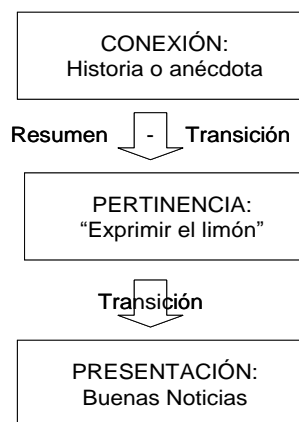 CONEXIÓN:
Historia o anécdota
Resumen - Transición
PERTINENCIA:
“Exprimir el limón”
Transición
PRESENTACIÓN:
Buenas Noticias